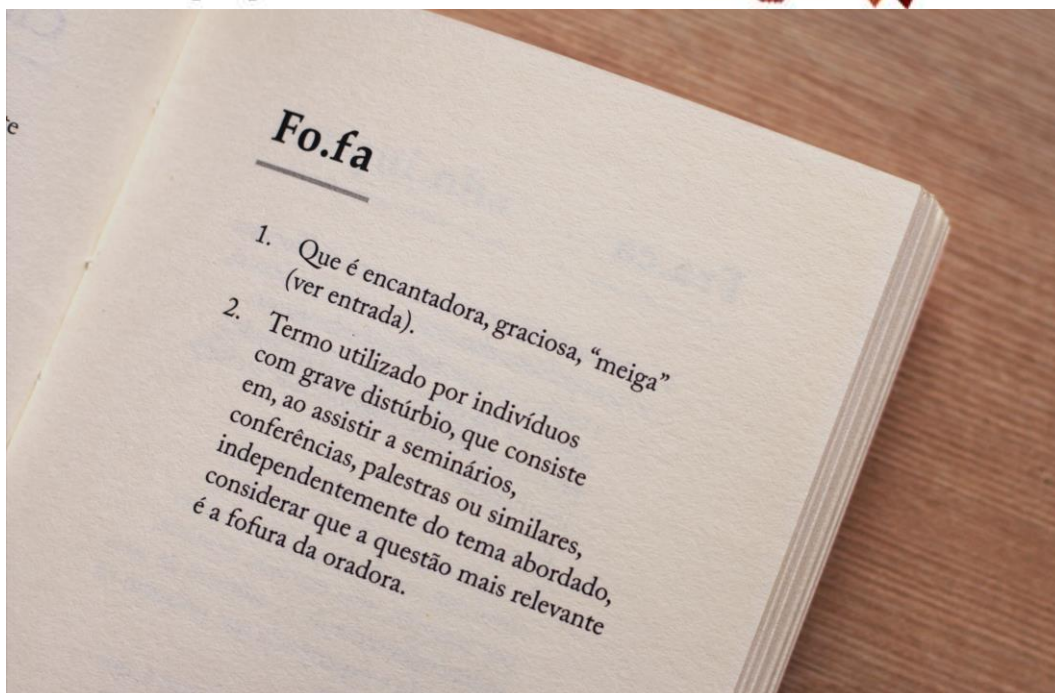 Fo.fa
1. Que é encantadora, graciosa, “meiga”
(ver entrada).
2. Termo utilizado por indivíduos
com grave distúrbio, que consiste
em, ao assistir a seminários,
conferências, palestras ou similares,
independentemente do tema abordado,
considerar que a questão mais relevante
é a fofura da oradora.